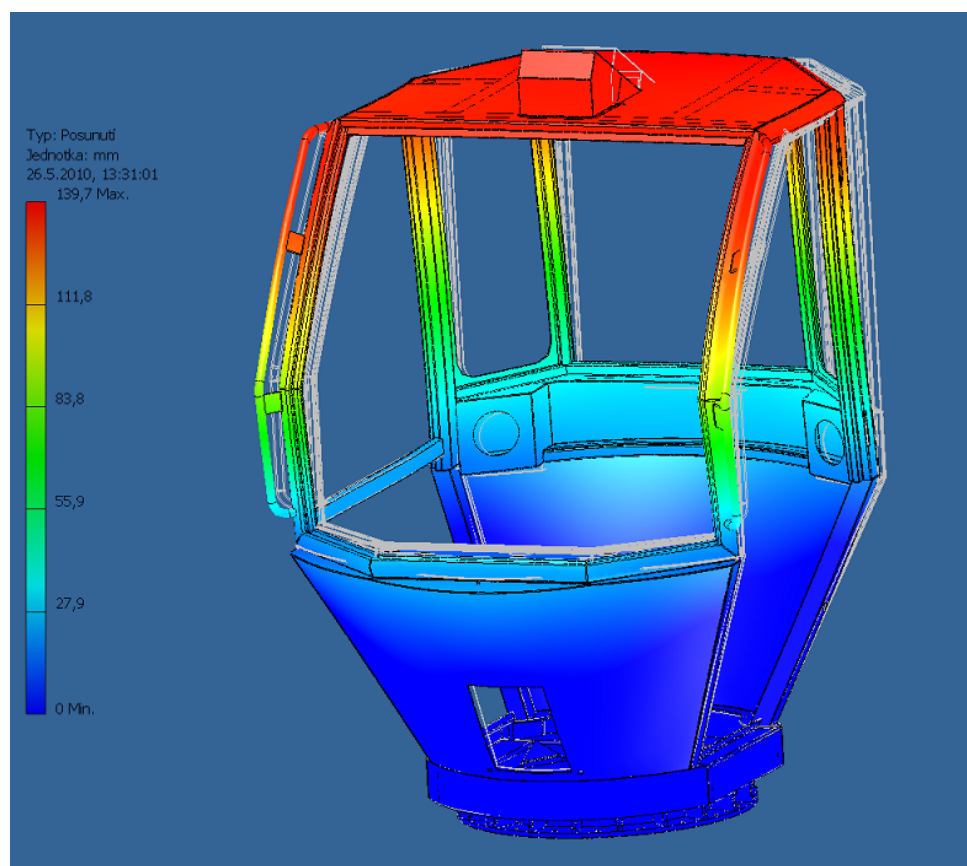 Typ: Posunutí
Jednotka: mm
26.5.2010, 13:31:01
139,7 Max.
111,8
83,8
55,9
27,9
0 Min.